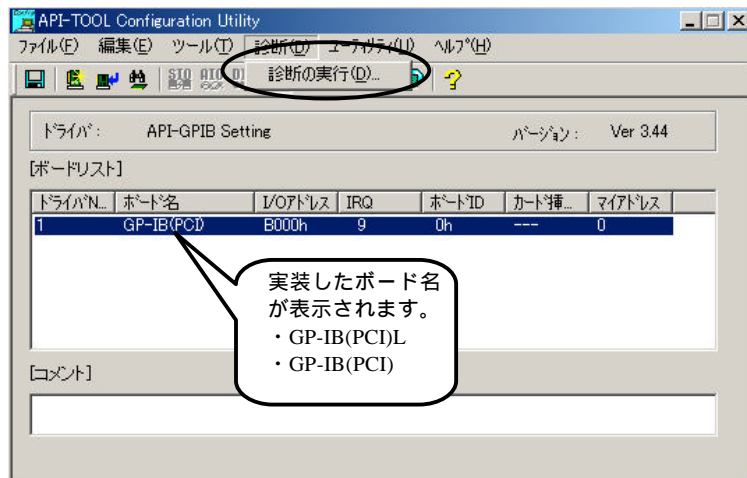 API-TOOL Configuration Utility
ファイル(F) 編集(E) ツール(T) 診断(D) ユーティリティ(U) ヘルプ(H)
診断の実行(D)...
SIO AIO
ドライバ: API-GPIB Setting バージョン: Ver 3.44
[ボードリスト]
ドライバN... ボード名 I/Oアドレス IRQ ボードID カード挿... マイアドレス
1 GP-IB(PCI) B000h 9 0h --- 0
実装したボード名
が表示されます。
・GP-IB(PCI)L
・GP-IB(PCI)
[コメント]